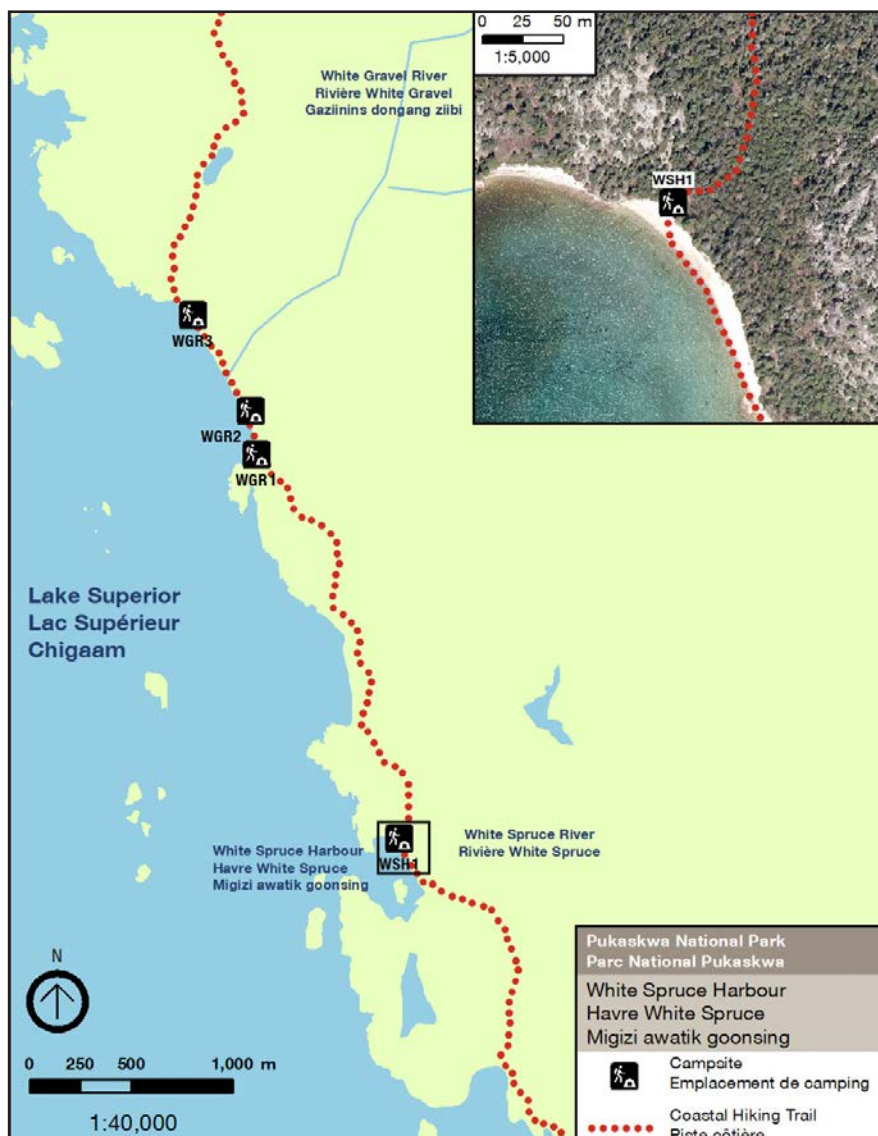 0 25 50 m
1:5,000
WSH1
White Gravel River
Rivière White Gravel
Gaziinins dongang ziibi
WGR3
WGR2
WGR1
Lake Superior
Lac Supérieur
Chigaam
White Spruce Harbour
Havre White Spruce
Migizi awatik goonsing
WSH1
White Spruce River
Rivière White Spruce
N
0 250 500 1,000 m
1:40,000
Pukaskwa National Park
Parc National Pukaskwa
White Spruce Harbour
Havre White Spruce
Migizi awatik goonsing
Campsite
Emplacement de camping
Coastal Hiking Trail
Piste côtière